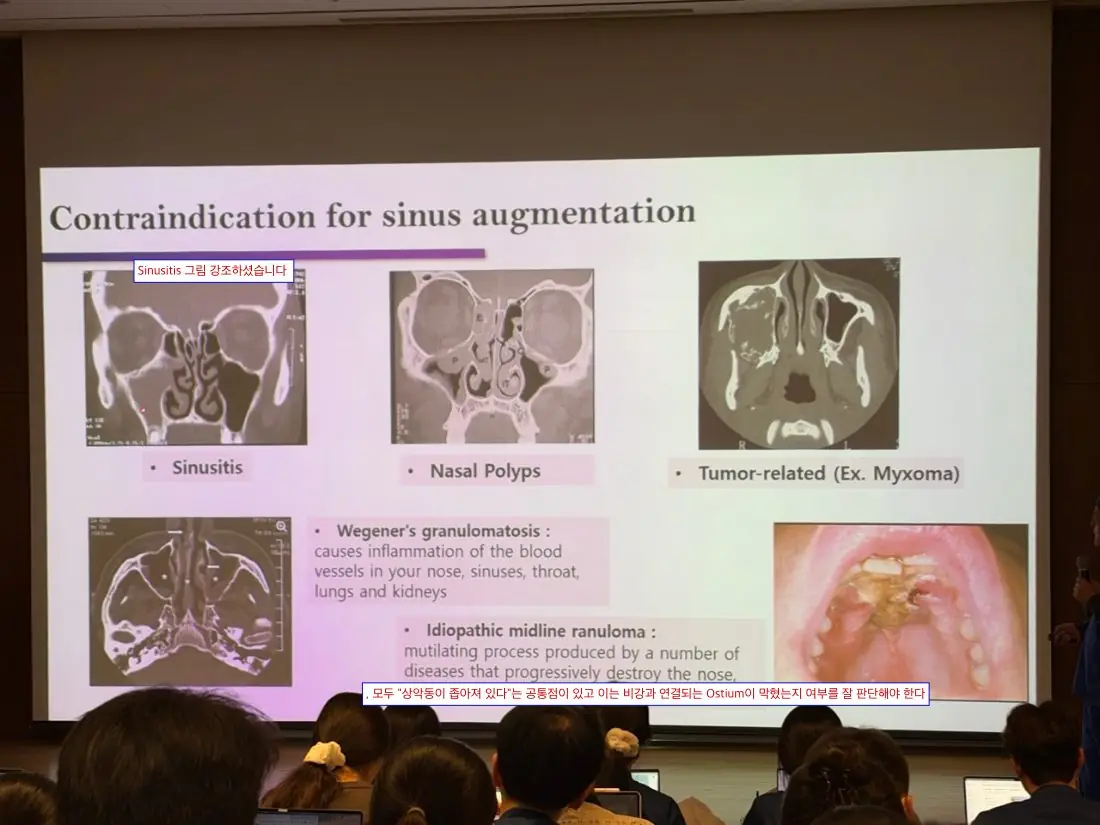 Contraindication for sinus augmentation
Sinusitis 그림 강조하셨습니다
• Sinusitis
• Nasal Polyps
• Tumor-related (Ex. Myxoma)
R
L
• Wegener's granulomatosis :
causes inflammation of the blood
vessels in your nose, sinuses, throat,
lungs and kidneys
• Idiopathic midline ranuloma :
mutilating process produced by a number of
diseases that progressively destroy the nose,
, 모두 "상악동이 좁아져 있다"는 공통점이 있고 이는 비강과 연결되는 Ostium이 막혔는지 여부를 잘 판단해야 한다